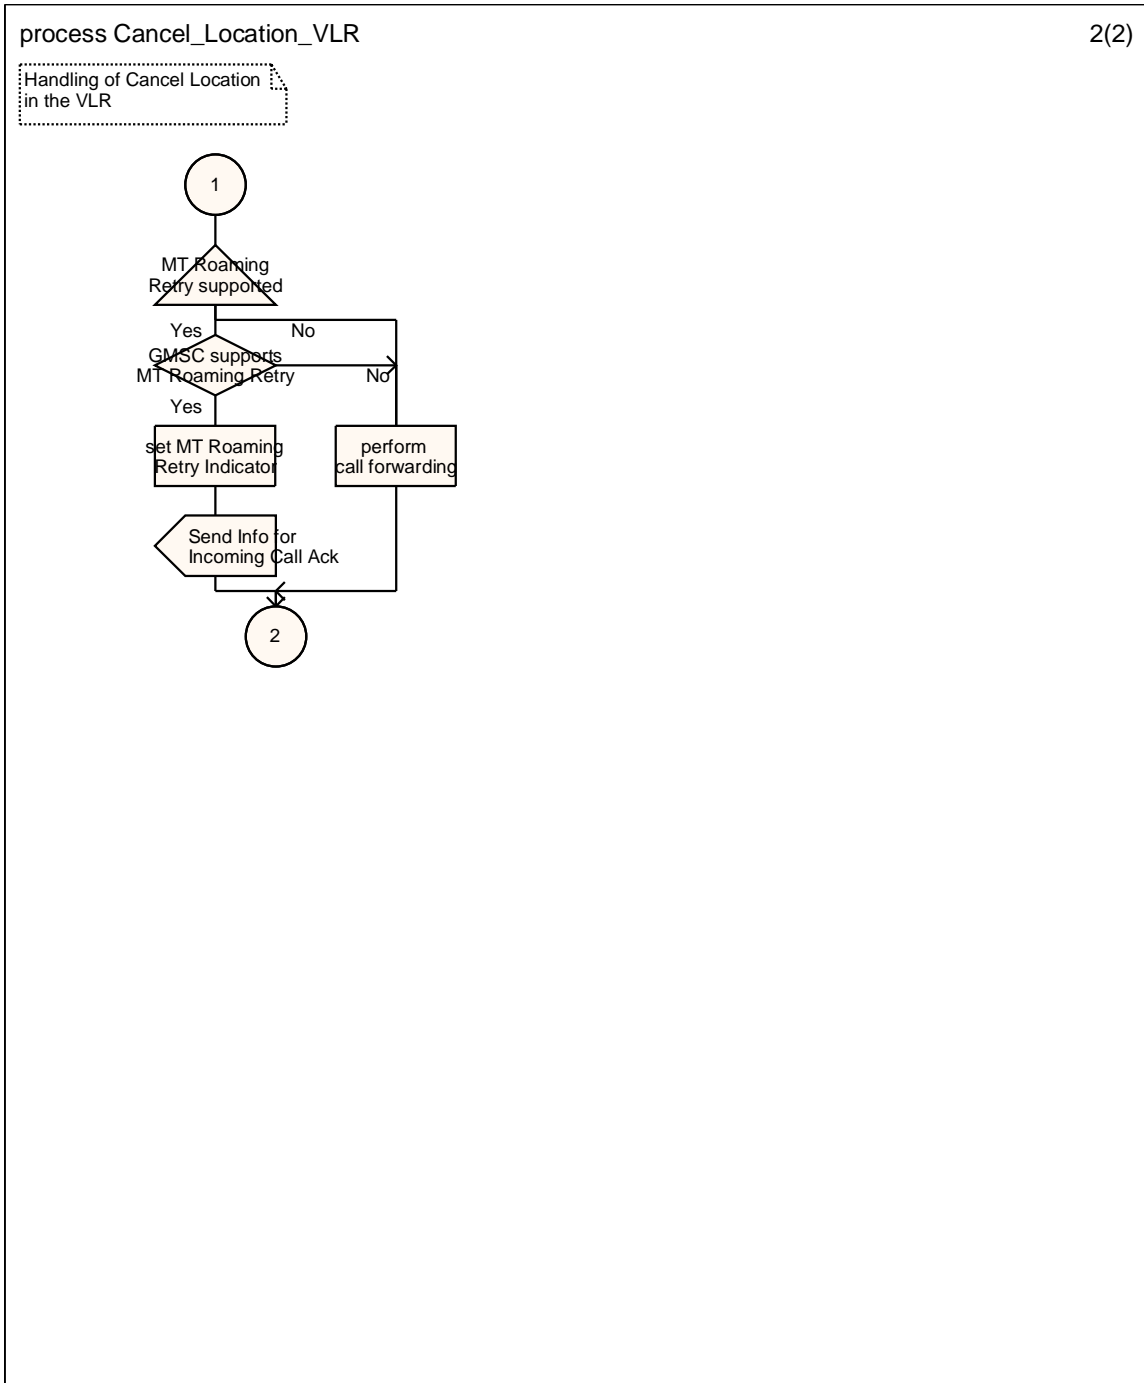 process Cancel_Location_VLR
2(2)
Handling of Cancel Location
in the VLR
1
MT Roaming
Retry supported
Yes
No
GMSC supports
MT Roaming Retry
No
Yes
set MT Roaming
Retry Indicator
perform
call forwarding
Send Info for
Incoming Call Ack
2